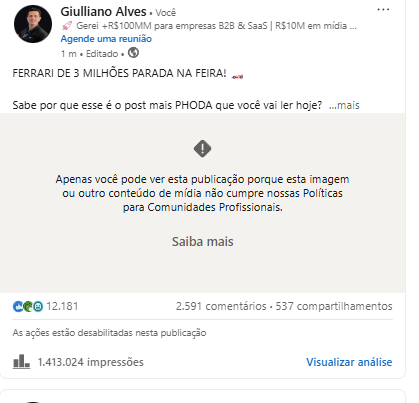 Giulliano Alves • Você
🚀 Gerei +R$100MM para empresas B2B & SaaS | R$10M em mídia ...
Agende uma reunião
1 m • Editado •
FERRARI DE 3 MILHÕES PARADA NA FEIRA! 🏎️
Sabe por que esse é o post mais PHODA que você vai ler hoje? ...mais
Apenas você pode ver esta publicação porque esta imagem
ou outro conteúdo de mídia não cumpre nossas Políticas
para Comunidades Profissionais.
Saiba mais
12.181 2.591 comentários • 537 compartilhamentos
As ações estão desabilitadas nesta publicação
1.413.024 impressões Visualizar análise